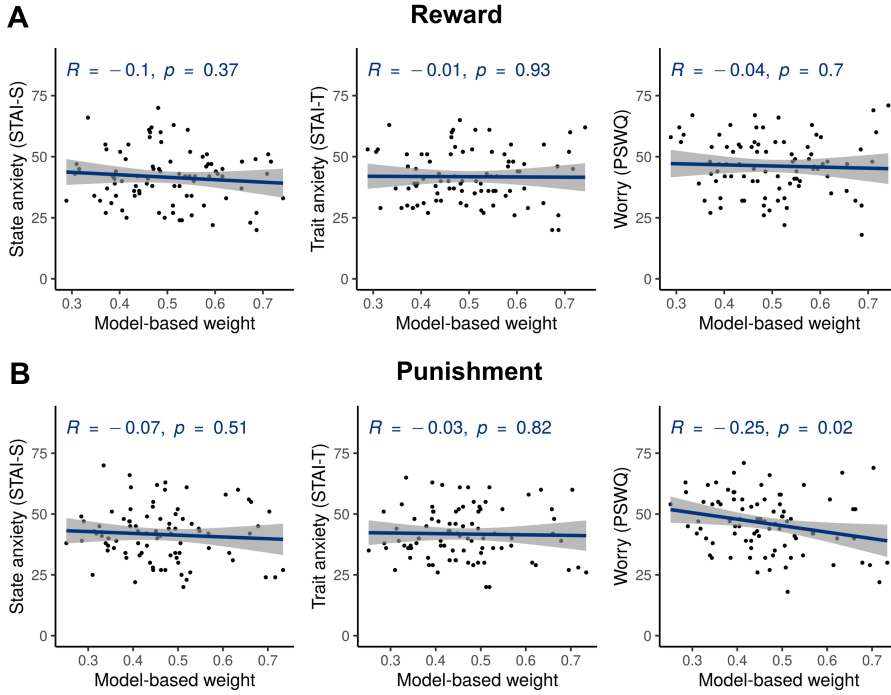 A
Reward
R = −0.1, p = 0.37
State anxiety (STAI-S)
75
50
25
0
0.3 0.4 0.5 0.6 0.7
Model-based weight
R = −0.01, p = 0.93
Trait anxiety (STAI-T)
75
50
25
0
0.3 0.4 0.5 0.6 0.7
Model-based weight
R = −0.04, p = 0.7
Worry (PSWQ)
75
50
25
0
0.3 0.4 0.5 0.6 0.7
Model-based weight
B
Punishment
R = −0.07, p = 0.51
State anxiety (STAI-S)
75
50
25
0
0.3 0.4 0.5 0.6 0.7
Model-based weight
R = −0.03, p = 0.82
Trait anxiety (STAI-T)
75
50
25
0
0.3 0.4 0.5 0.6 0.7
Model-based weight
R = −0.25, p = 0.02
Worry (PSWQ)
75
50
25
0
0.3 0.4 0.5 0.6 0.7
Model-based weight